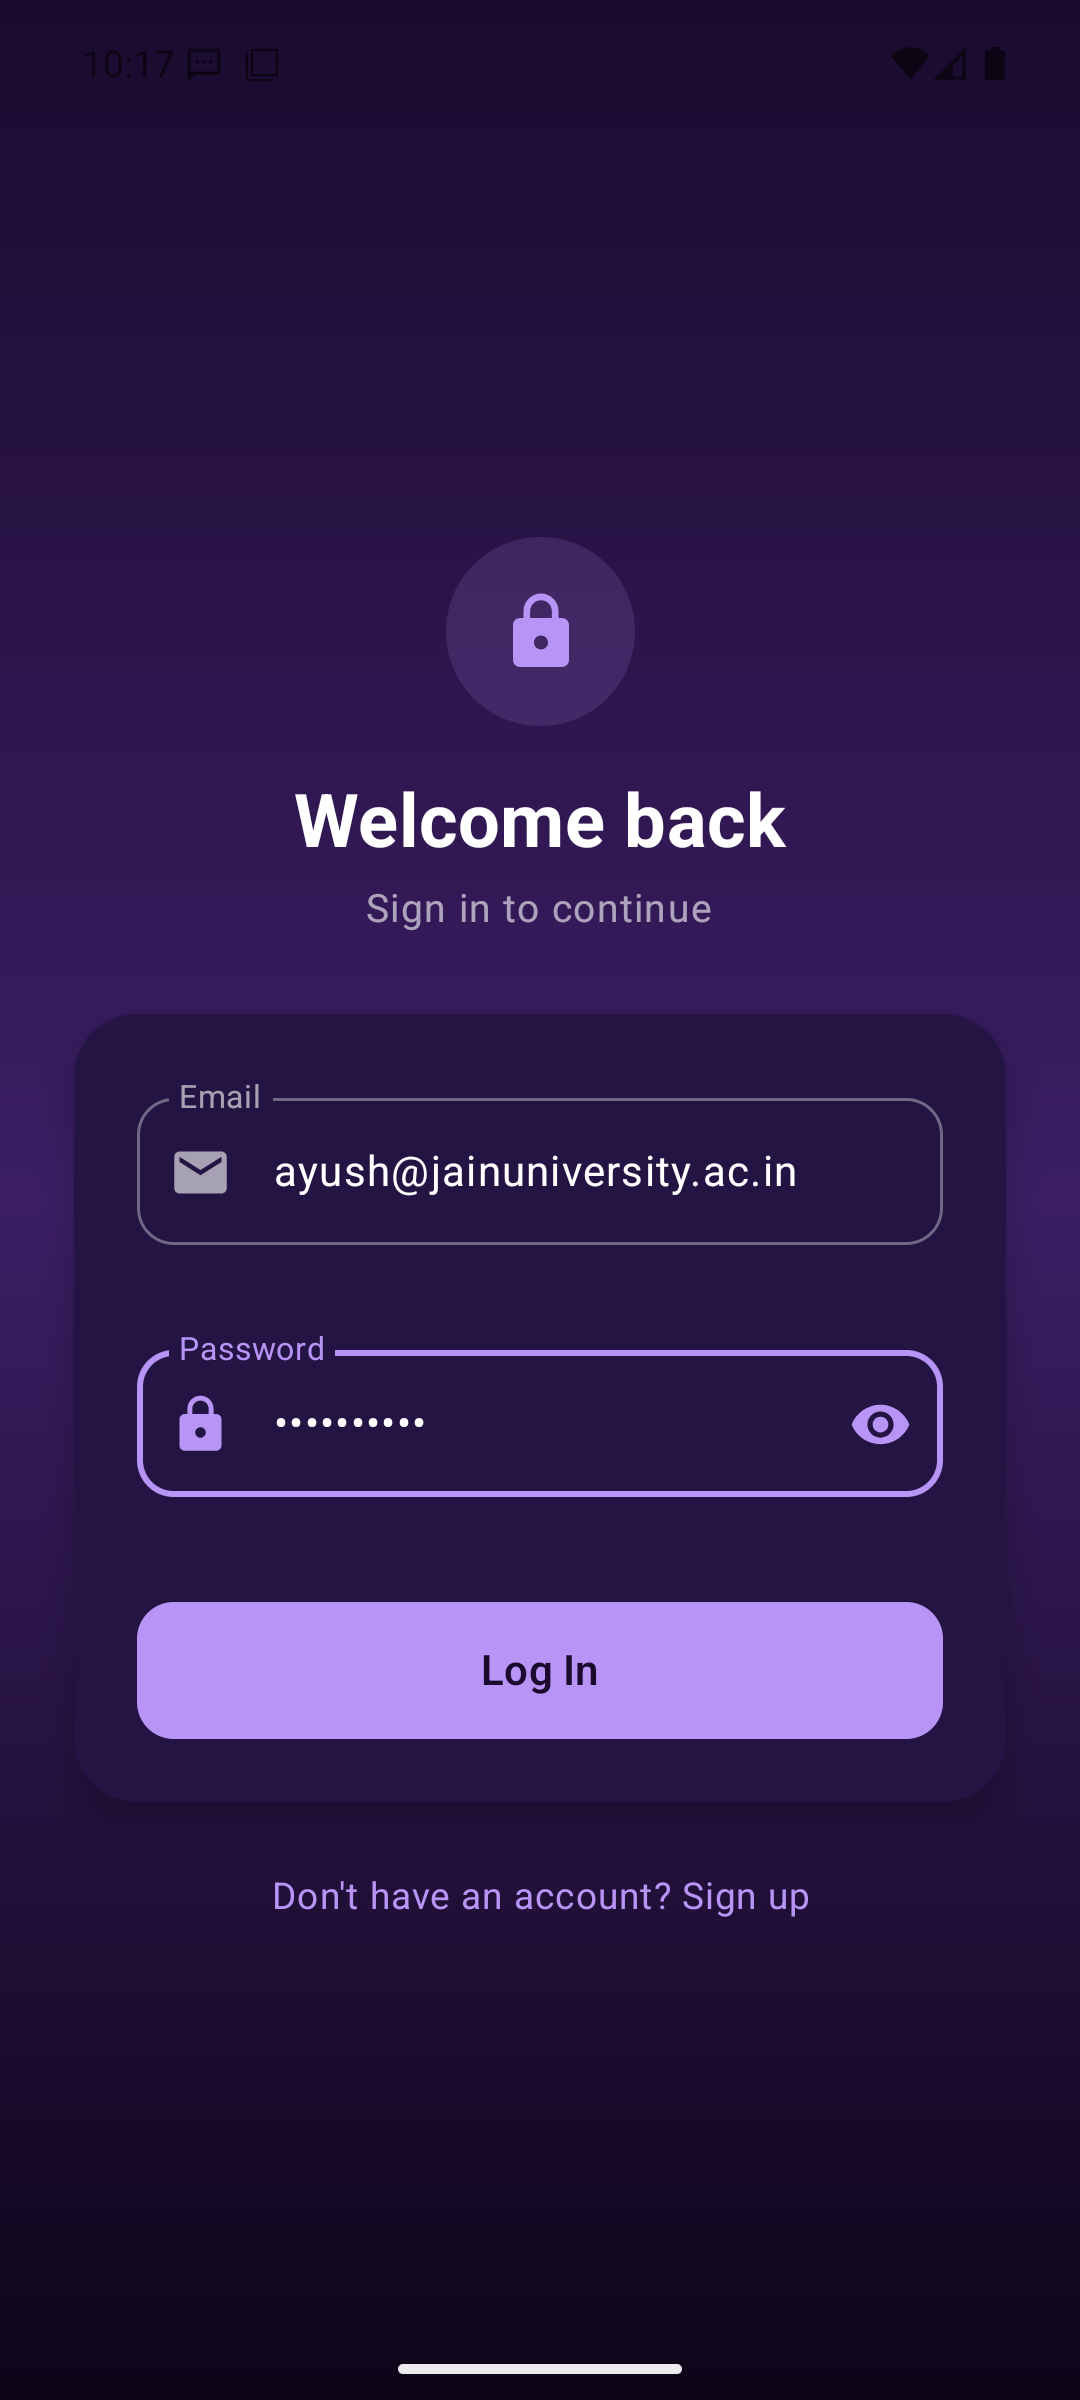 10:17
Welcome back
Sign in to continue
Email
ayush@jainuniversity.ac.in
Password
••••••••••
Log In
Don't have an account? Sign up